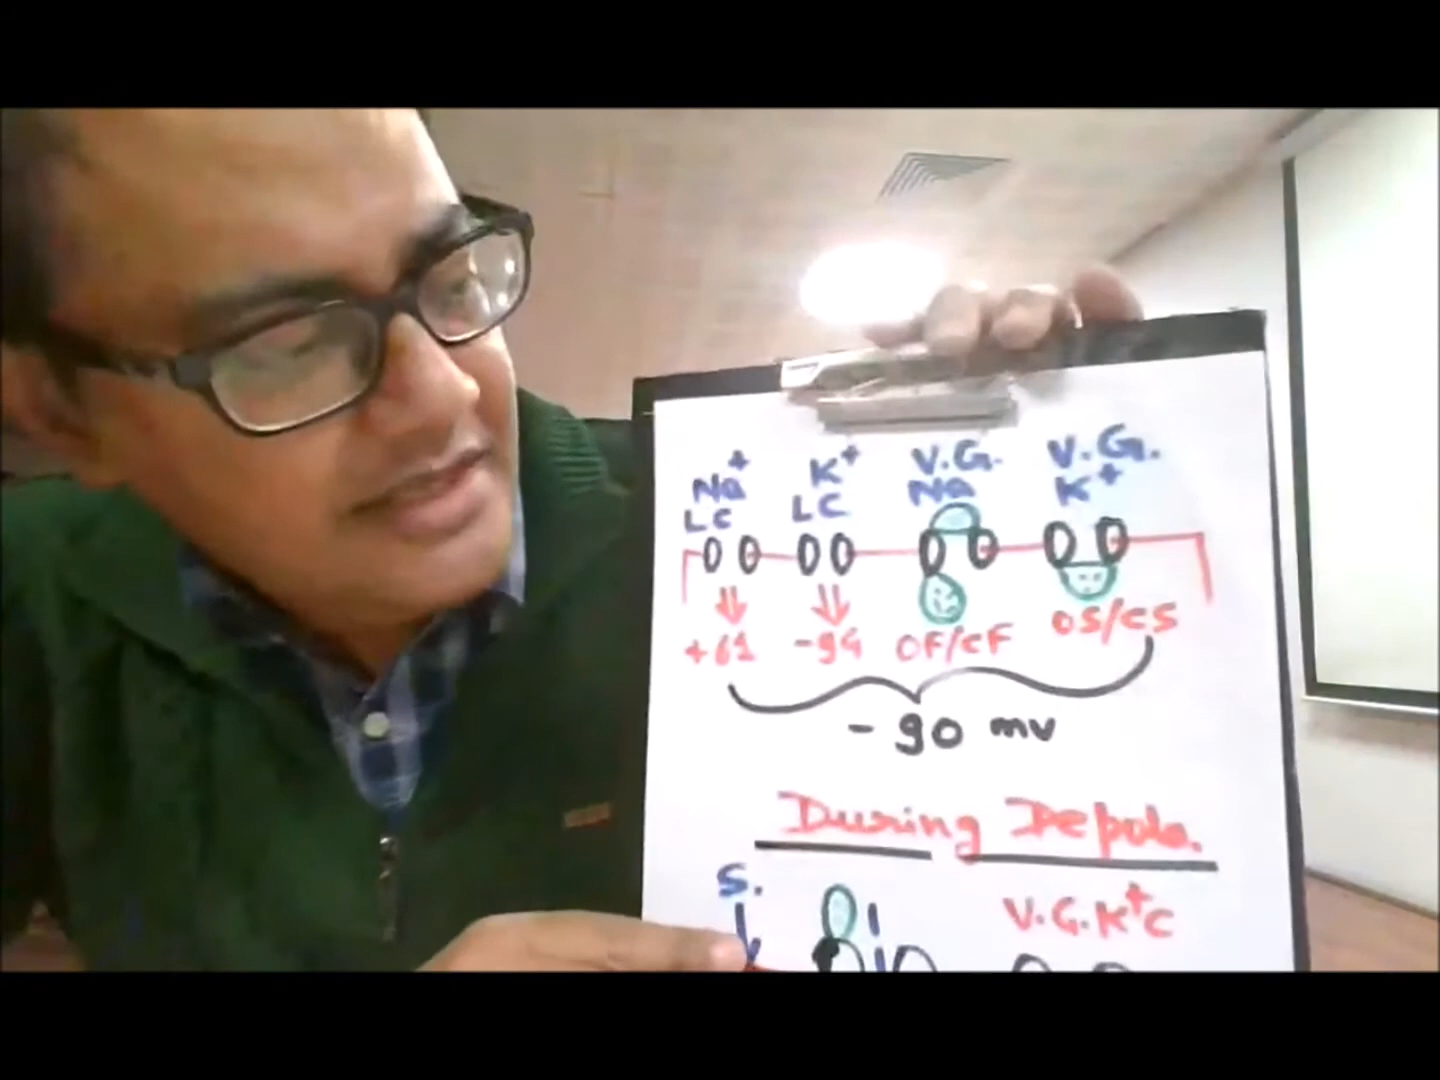 Na+ K+ V.G. V.G.
LC LC Na K+
+61 -94 OF/CF OS/CS
- 90 mv
During Depola.
S. V.G.K+C